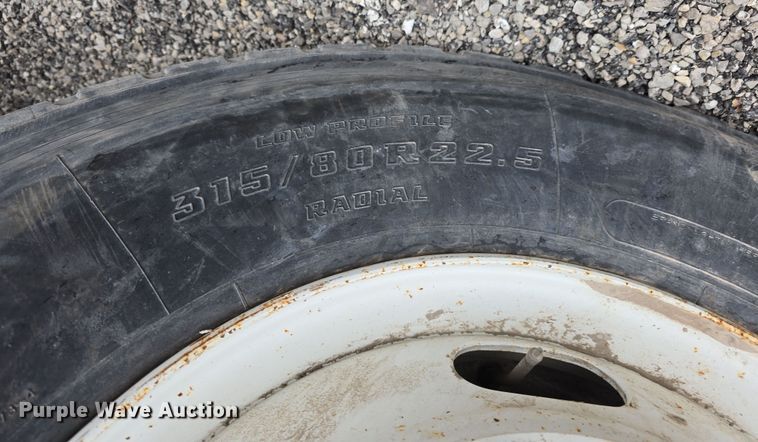 LOW PROFILE
315/80R22.5
RADIAL
Purple Wave Auction